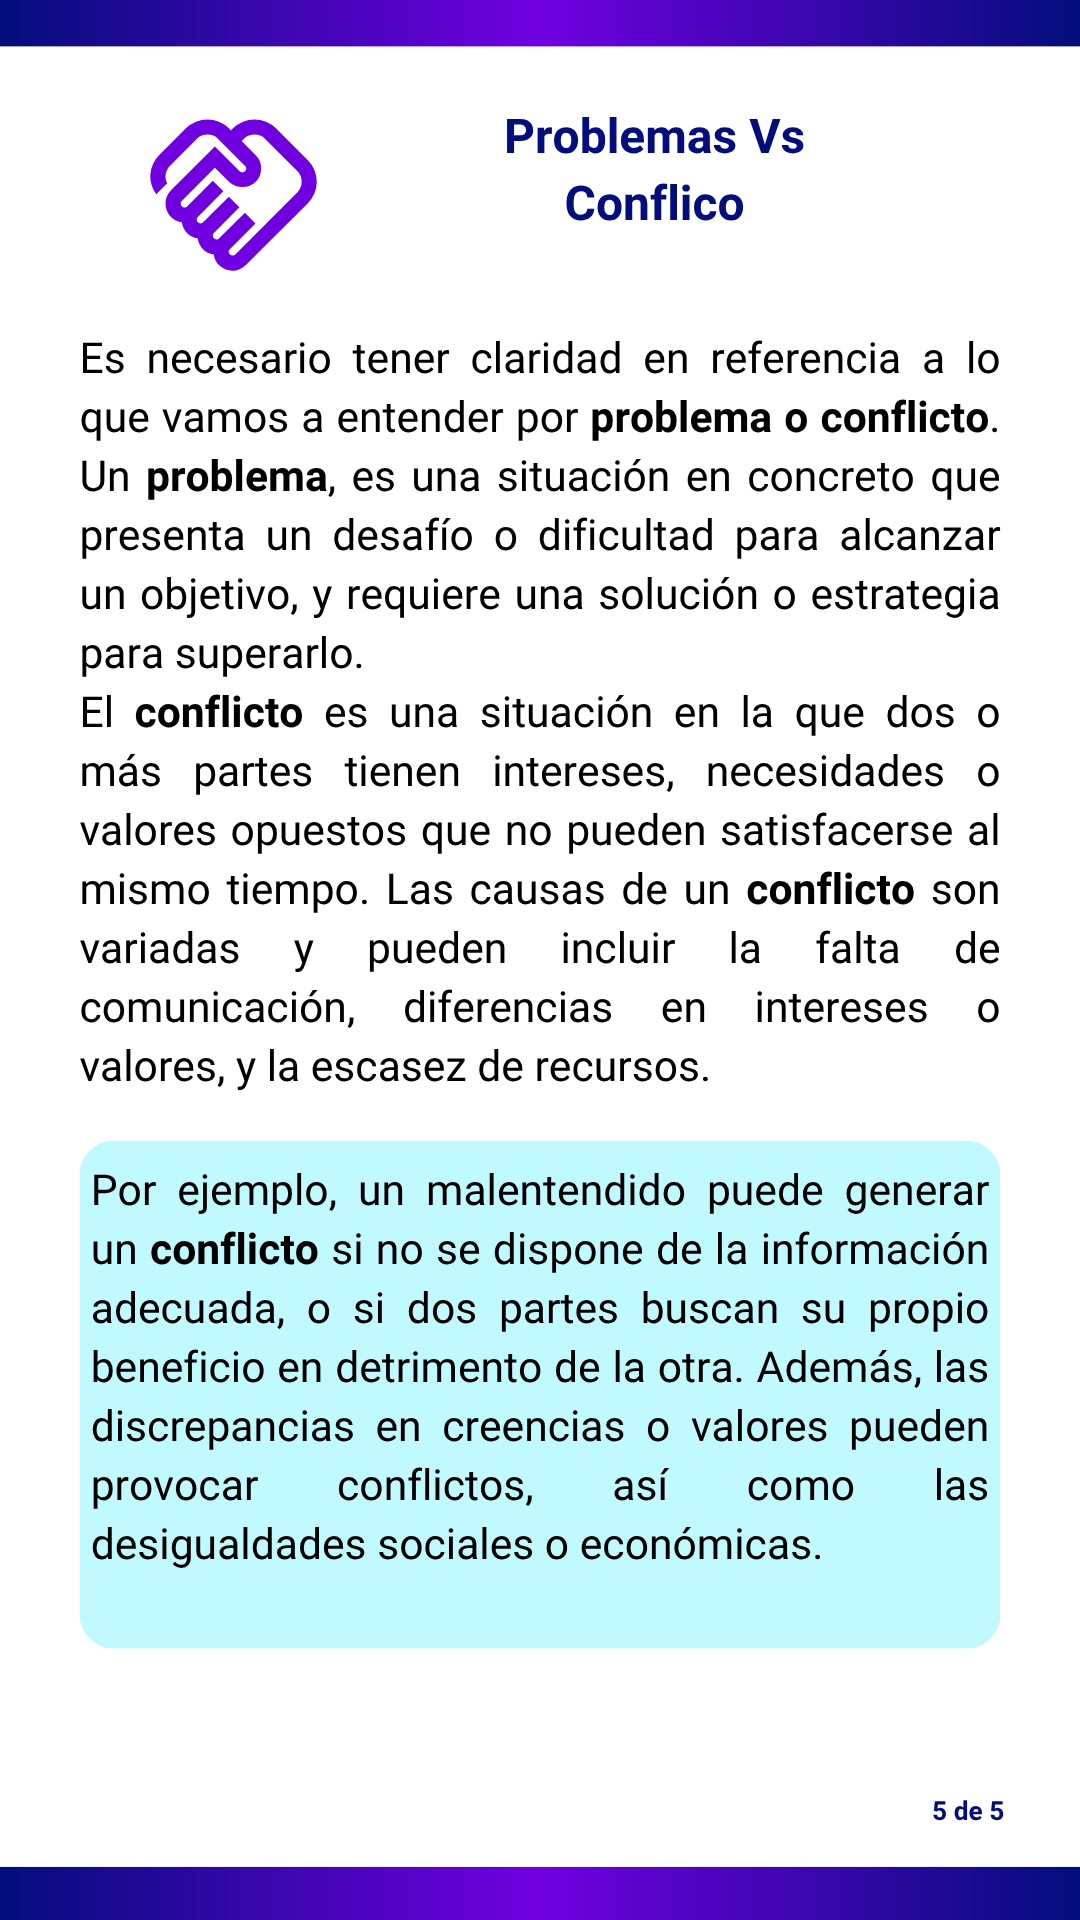 Problemas Vs
Conflico
Es necesario tener claridad en referencia a lo
que vamos a entender por problema o conflicto.
Un problema, es una situación en concreto que
presenta un desafío o dificultad para alcanzar
un objetivo, y requiere una solución o estrategia
para superarlo.
El conflicto es una situación en la que dos o
más partes tienen intereses, necesidades o
valores opuestos que no pueden satisfacerse al
mismo tiempo. Las causas de un conflicto son
variadas y pueden incluir la falta de
comunicación, diferencias en intereses o
valores, y la escasez de recursos.
Por ejemplo, un malentendido puede generar
un conflicto si no se dispone de la información
adecuada, o si dos partes buscan su propio
beneficio en detrimento de la otra. Además, las
discrepancias en creencias o valores pueden
provocar conflictos, así como las
desigualdades sociales o económicas.
5 de 5